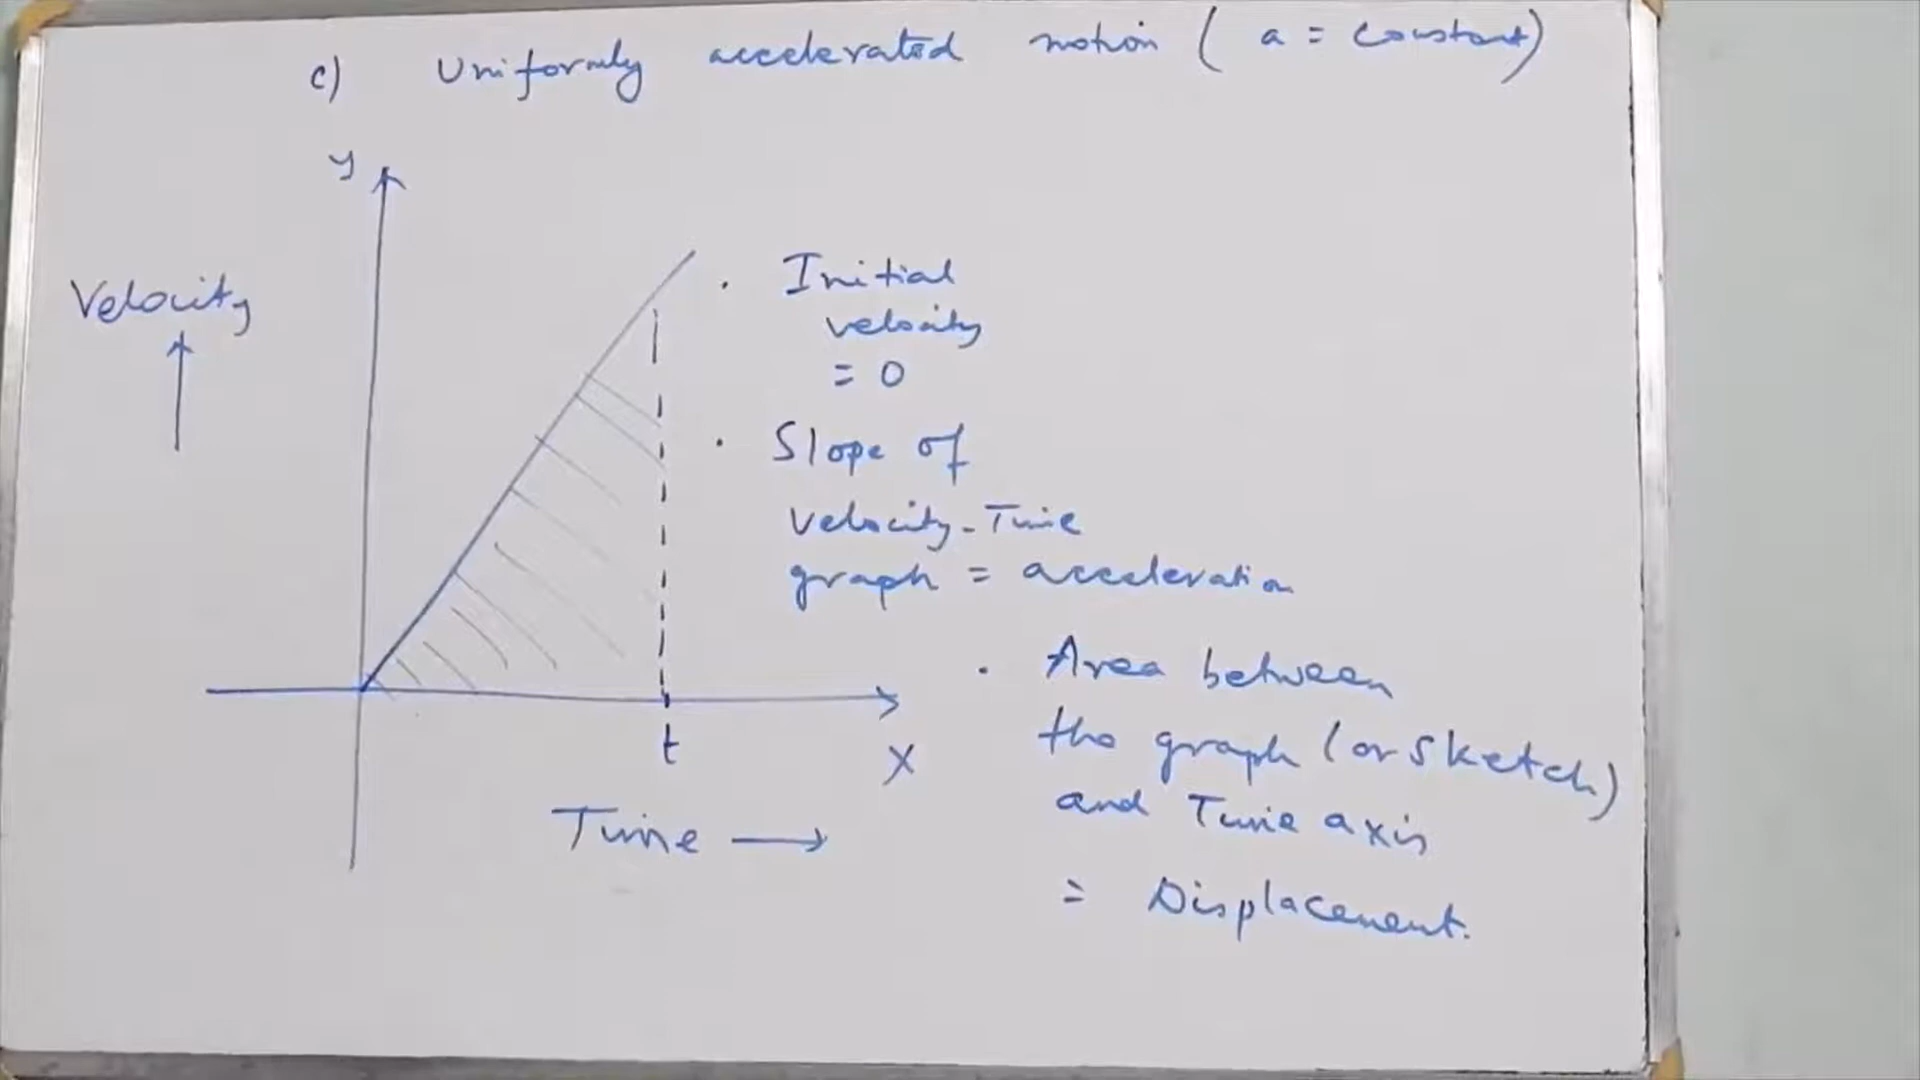 c) Uniformly accelerated motion ( a = constant)
y
Velocity
· Initial
velocity
= 0
· Slope of
velocity-Time
graph = acceleration
· Area between
the graph (or sketch)
and Time axis
= Displacement.
t
X
Time